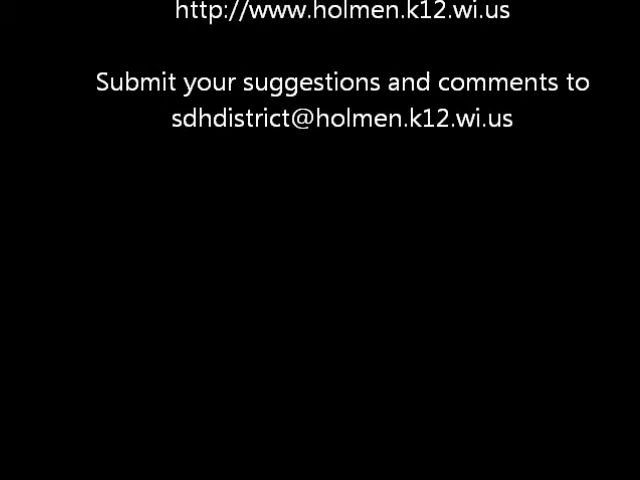 http://www.holmen.k12.wi.us
Submit your suggestions and comments to
sdhdistrict@holmen.k12.wi.us